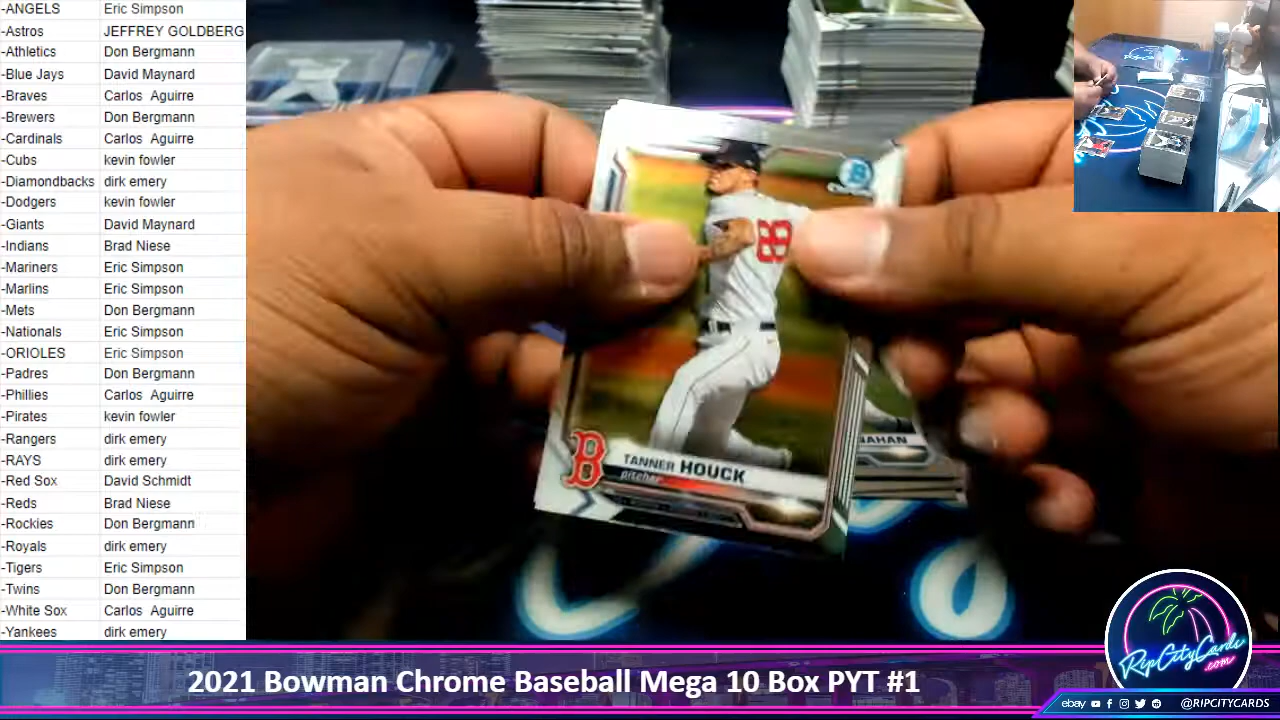 -ANGELS Eric Simpson
-Astros JEFFREY GOLDBERG
-Athletics Don Bergmann
-Blue Jays David Maynard
-Braves Carlos Aguirre
-Brewers Don Bergmann
-Cardinals Carlos Aguirre
-Cubs kevin fowler
-Diamondbacks dirk emery
-Dodgers kevin fowler
-Giants David Maynard
-Indians Brad Niese
-Mariners Eric Simpson
-Marlins Eric Simpson
-Mets Don Bergmann
-Nationals Eric Simpson
-ORIOLES Eric Simpson
-Padres Don Bergmann
-Phillies Carlos Aguirre
-Pirates kevin fowler
-Rangers dirk emery
-RAYS dirk emery
-Red Sox David Schmidt
-Reds Brad Niese
-Rockies Don Bergmann
-Royals dirk emery
-Tigers Eric Simpson
-Twins Don Bergmann
-White Sox Carlos Aguirre
-Yankees dirk emery
B
B
TANNER HOUCK
pitcher
2021 Bowman Chrome Baseball Mega 10 Box PYT #1
RipCityCards
.com
ebay @RIPCITYCARDS